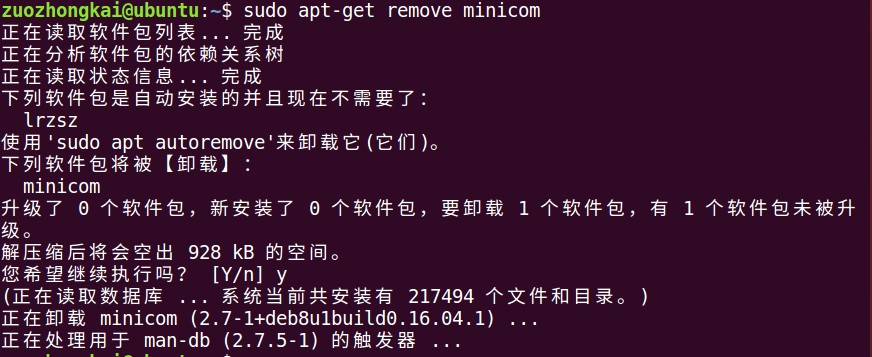 zuozhongkai@ubuntu:~$ sudo apt-get remove minicom
正在读取软件包列表... 完成
正在分析软件包的依赖关系树
正在读取状态信息... 完成
下列软件包是自动安装的并且现在不需要了：
  lrzsz
使用'sudo apt autoremove'来卸载它(它们)。
下列软件包将被【卸载】：
  minicom
升级了 0 个软件包，新安装了 0 个软件包，要卸载 1 个软件包，有 1 个软件包未被升
级。
解压缩后将会空出 928 kB 的空间。
您希望继续执行吗？ [Y/n] y
(正在读取数据库 ... 系统当前共安装有 217494 个文件和目录。)
正在卸载 minicom (2.7-1+deb8u1build0.16.04.1) ...
正在处理用于 man-db (2.7.5-1) 的触发器 ...